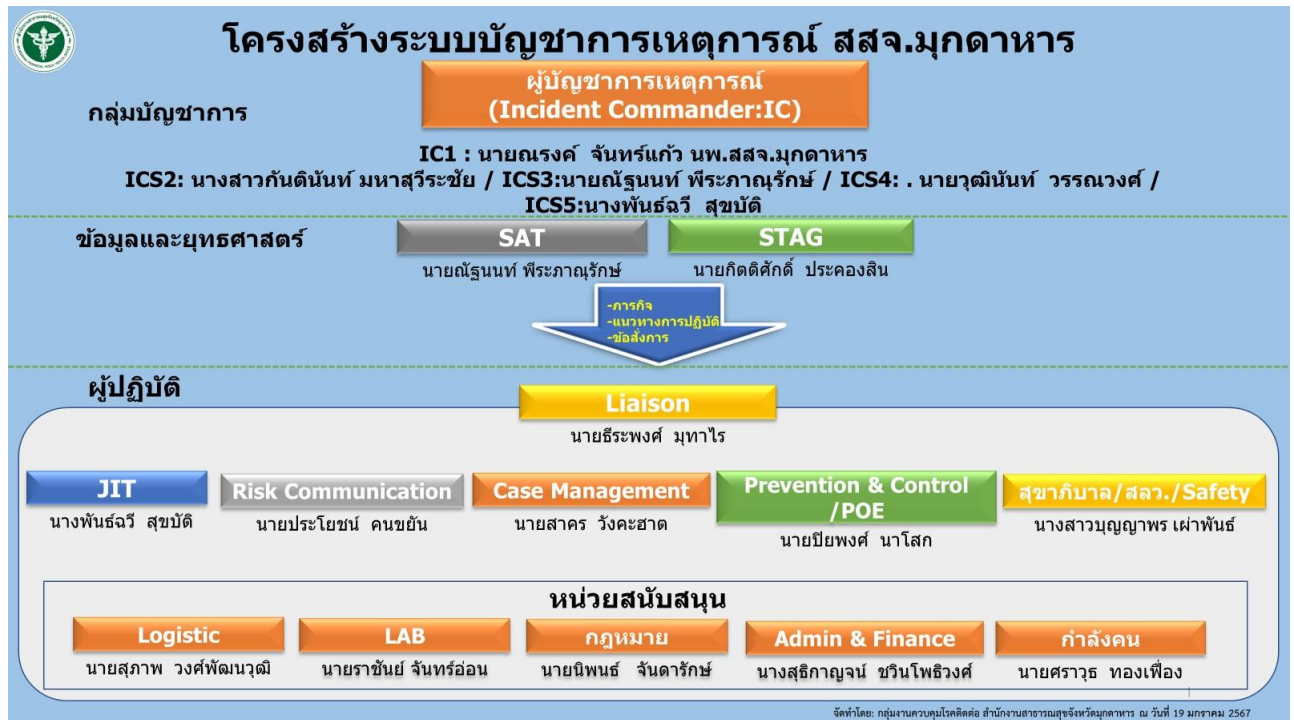 โครงสร้างระบบบัญชาการเหตุการณ์ สสจ.มุกดาหาร
ผู้บัญชาการเหตุการณ์
(Incident Commander:IC)
กลุ่มบัญชาการ
IC1 : นายณรงค์ จันทร์แก้ว นพ.สสจ.มุกดาหาร
ICS2: นางสาวกันตินันท์ มหาสุวีระชัย / ICS3:นายณัฐนนท์ พีระภาณุรักษ์ / ICS4: . นายวุฒินันท์ วรรณวงศ์ /
ICS5:นางพันธ์ฉวี สุขบัติ
ข้อมูลและยุทธศาสตร์
SAT
STAG
นายณัฐนนท์ พีระภาณุรักษ์
นายกิตติศักดิ์ ประคองสิน
-ภารกิจ
-แนวทางการปฏิบัติ
-ข้อสั่งการ
ผู้ปฏิบัติ
Liaison
นายธีระพงศ์ มุทาไร
JIT
Risk Communication
Case Management
Prevention & Control
/POE
สุขาภิบาล/สลว./Safety
นางพันธ์ฉวี สุขบัติ
นายประโยชน์ คนขยัน
นายสาคร วังคะฮาต
นายปิยพงศ์ นาโสก
นางสาวบุญญาพร เผ่าพันธ์
หน่วยสนับสนุน
Logistic
LAB
กฎหมาย
Admin & Finance
กำลังคน
นายสุภาพ วงศ์พัฒนวุฒิ
นายราชันย์ จันทร์อ่อน
นายนิพนธ์ จันดารักษ์
นางสุธิกาญจน์ ชวินโพธิวงศ์
นายศราวุธ ทองเฟื่อง
1
จัดทำโดย: กลุ่มงานควบคุมโรคติดต่อ สำนักงานสาธารณสุขจังหวัดมุกดาหาร ณ วันที่ 19 มกราคม 2567